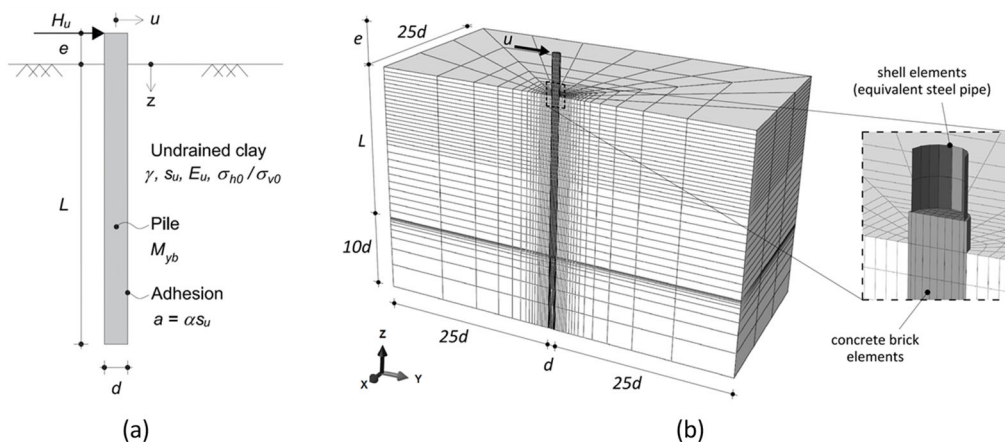 H_u
u
e
z
Undrained clay
γ, s_u, E_u, σ_h0/σ_v0
L
Pile
M_yb
Adhesion
a = αs_u
d
(a)
25d
e
u
L
10d
25d
d
25d
Z
X
Y
shell elements
(equivalent steel pipe)
concrete brick
elements
(b)